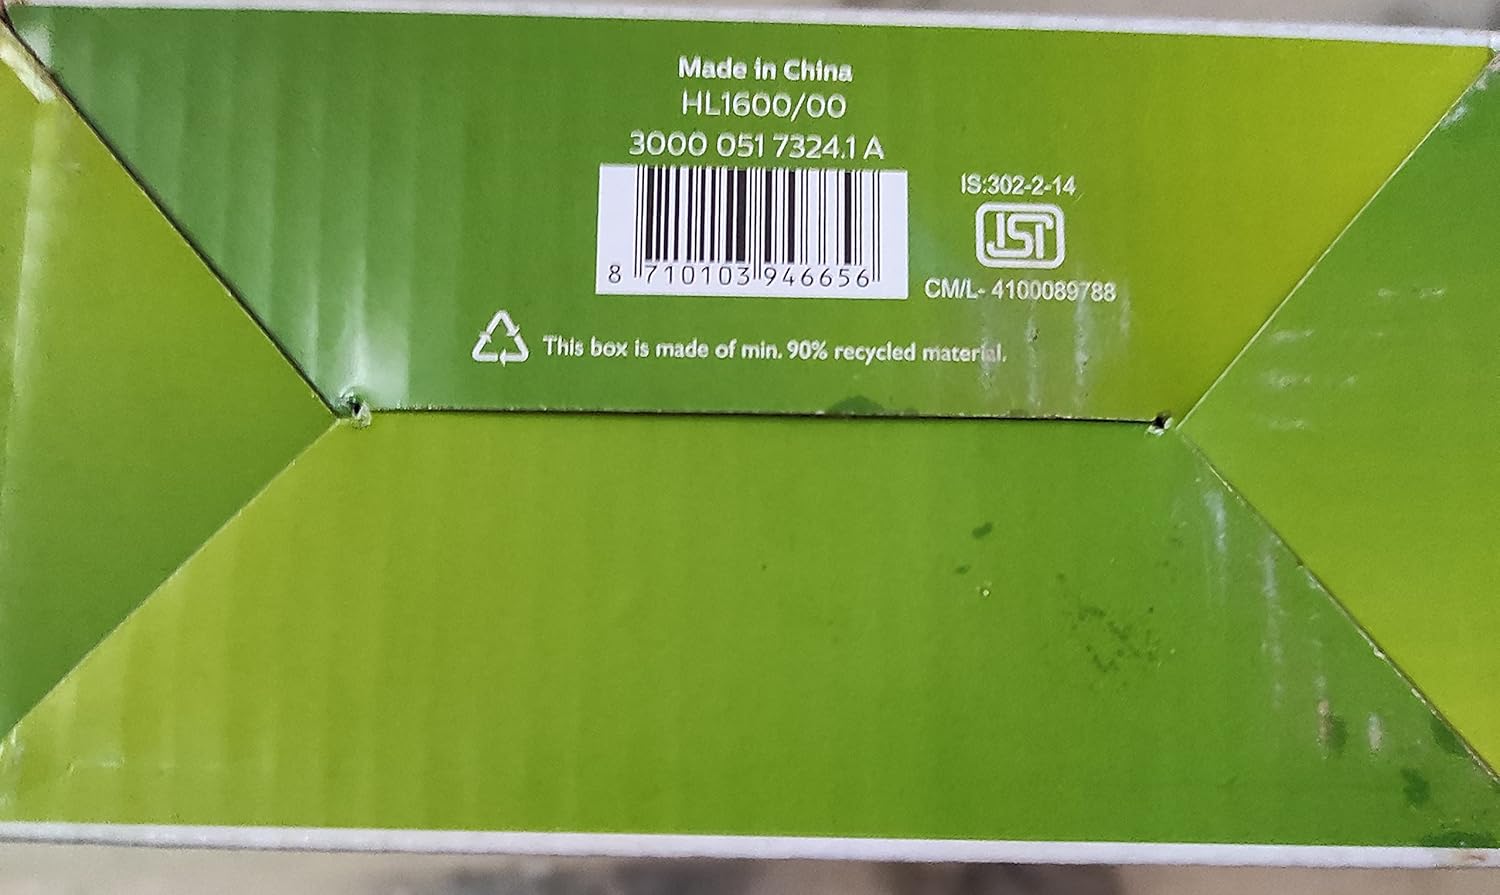 Made in China
HL1600/00
3000 051 7324.1 A
8 710103 946656
IS:302-2-14
ISI
CM/L- 4100089788
This box is made of min. 90% recycled material.